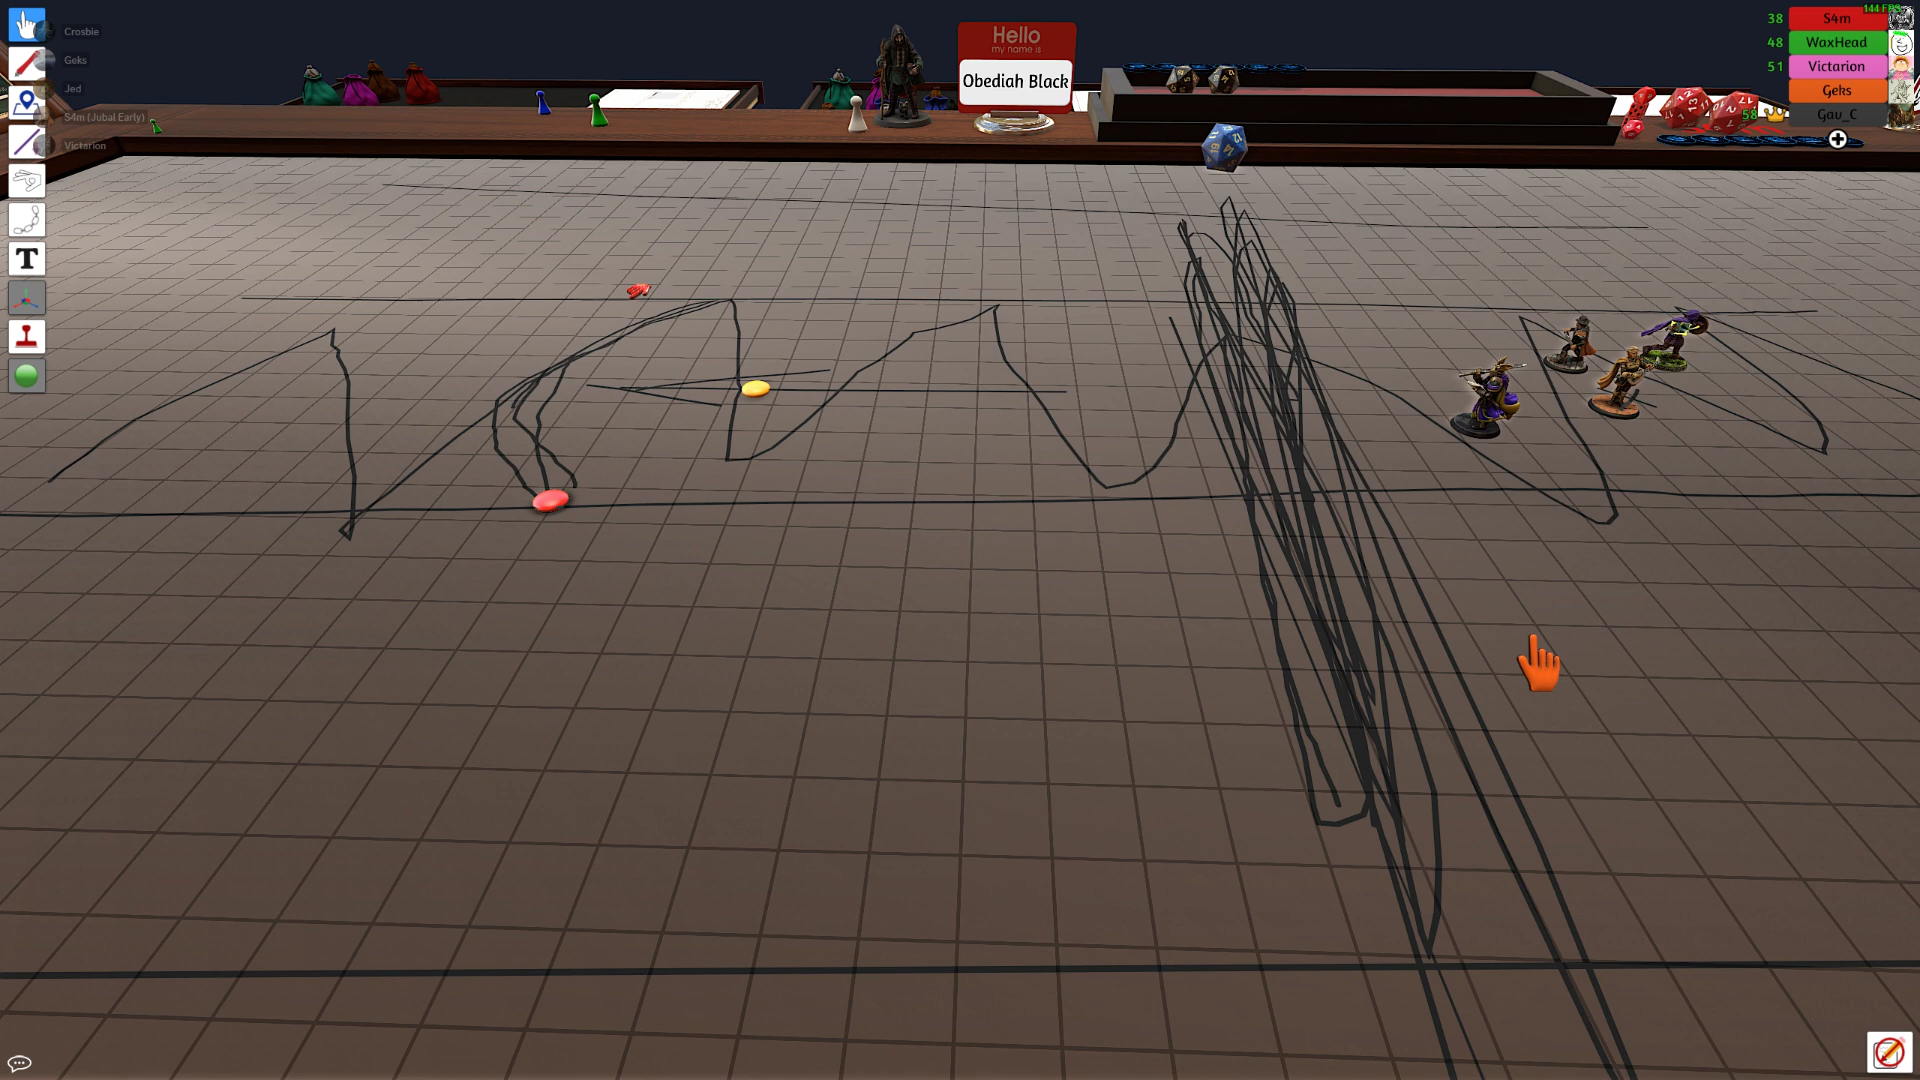 Crosbie
Geks
Jed
S4m (Jubal Early)
Victarion
T
Hello
my name is
Obediah Black
144 FPS
38 S4m
48 WaxHead
51 Victarion
Geks
58 Gav_C